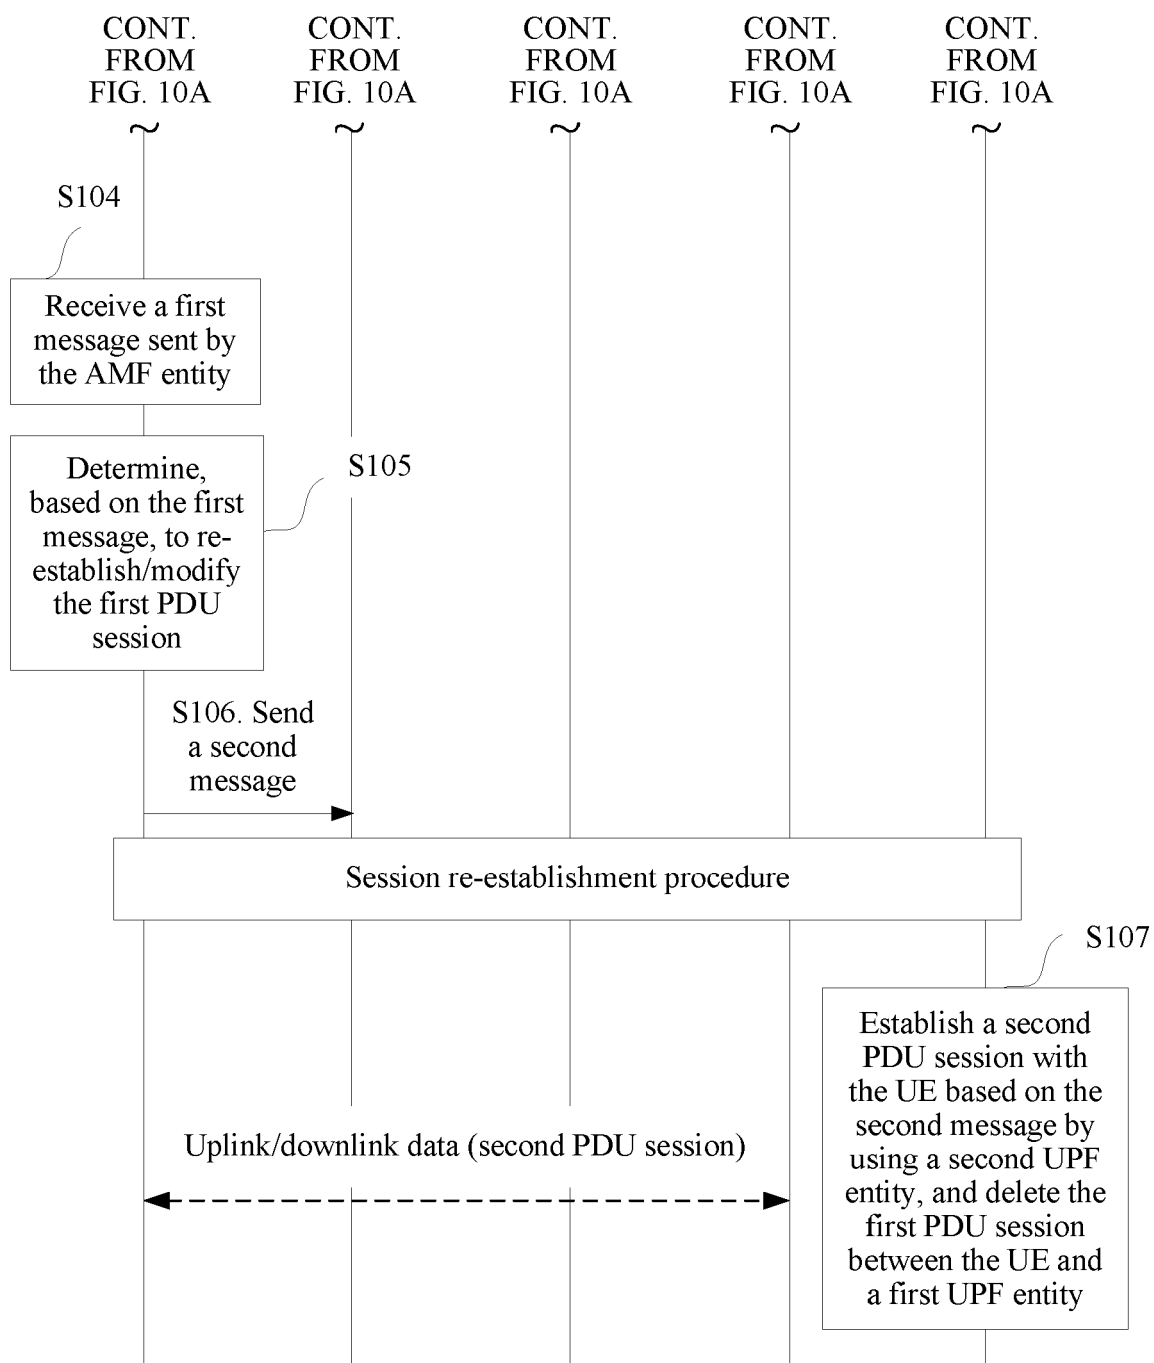 CONT.
FROM
FIG. 10A
CONT.
FROM
FIG. 10A
CONT.
FROM
FIG. 10A
CONT.
FROM
FIG. 10A
CONT.
FROM
FIG. 10A
S104
Receive a first
message sent by
the AMF entity
Determine,
based on the first
message, to re-
establish/modify
the first PDU
session
S105
S106. Send
a second
message
Session re-establishment procedure
S107
Establish a second
PDU session with
the UE based on the
second message by
using a second UPF
entity, and delete the
first PDU session
between the UE and
a first UPF entity
Uplink/downlink data (second PDU session)